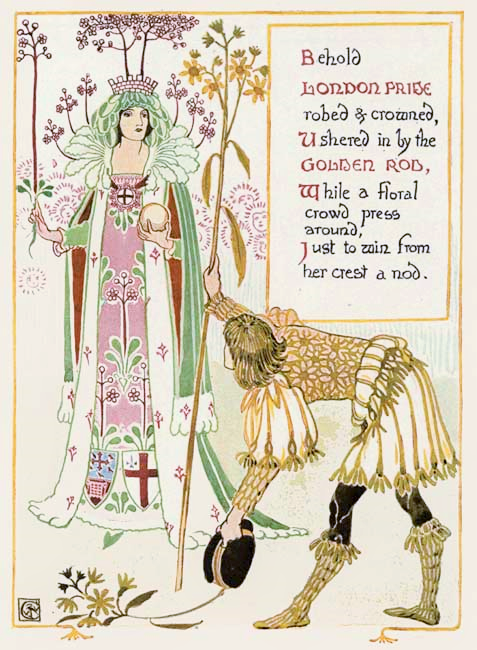 Behold
LONDON PRIDE
robed & crowned,
Ushered in by the
GOLDEN ROD,
While a floral
crowd press
around,
Just to win from
her crest a nod.